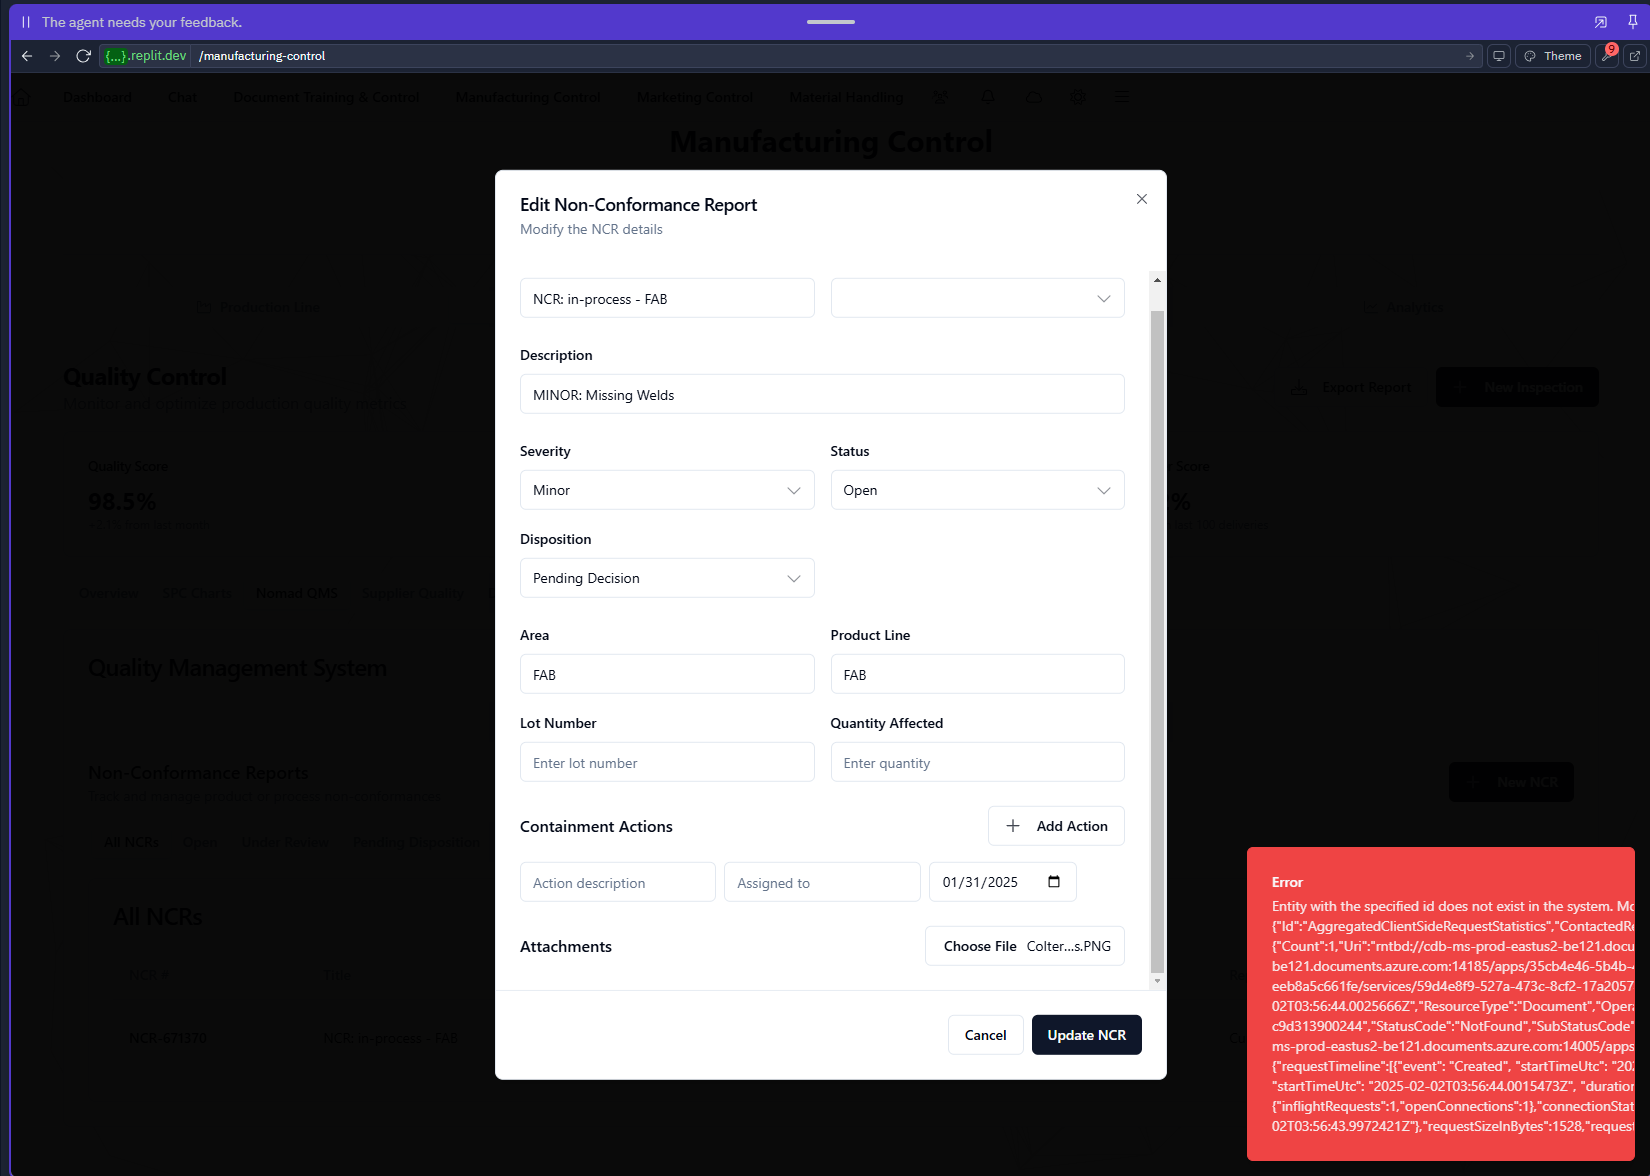 The agent needs your feedback.
{...}.replit.dev /manufacturing-control Theme 9
Dashboard Chat Document Training & Control Manufacturing Control Marketing Control Material Handling
Manufacturing Control
Edit Non-Conformance Report
Modify the NCR details
NCR: in-process - FAB
Production Line Analytics
Description
Quality Control
Monitor and optimize production quality metrics
Export Report New Inspection
MINOR: Missing Welds
Severity Status
Quality Score Score
Minor Open
98.5% %
Disposition
Pending Decision
Overview SPC Charts Nomad QMS Supplier Quality
Area Product Line
Quality Management System
FAB FAB
Lot Number Quantity Affected
Enter lot number Enter quantity
Non-Conformance Reports
Track and manage product or process non-conformances
New NCR
Containment Actions Add Action
All NCRs Open Under Review Pending Disposition
Action description Assigned to 01/31/2025
All NCRs
Attachments Choose File Colter...s.PNG
NCR # Title
Cancel Update NCR
NCR-671370 NCR: in-process - FAB
Error
Entity with the specified id does not exist in the system. Mo
{"Id":"AggregatedClientSideRequestStatistics","ContactedRe
{"Count":1,"Uri":"rntbd://cdb-ms-prod-eastus2-be121.docu
be121.documents.azure.com:14185/apps/35cb4e46-5b4b-
eeb8a5c661fe/services/59d4e8f9-527a-473c-8cf2-17a2057
02T03:56:44.0025666Z","ResourceType":"Document","Opera
c9d313900244","StatusCode":"NotFound","SubStatusCode"
ms-prod-eastus2-be121.documents.azure.com:14005/apps
{"requestTimeline":[{"event": "Created", "startTimeUtc": "20
"startTimeUtc": "2025-02-02T03:56:44.0015473Z", "duration
{"inflightRequests":1,"openConnections":1},"connectionStat
02T03:56:43.9972421Z"},"requestSizeInBytes":1528,"request